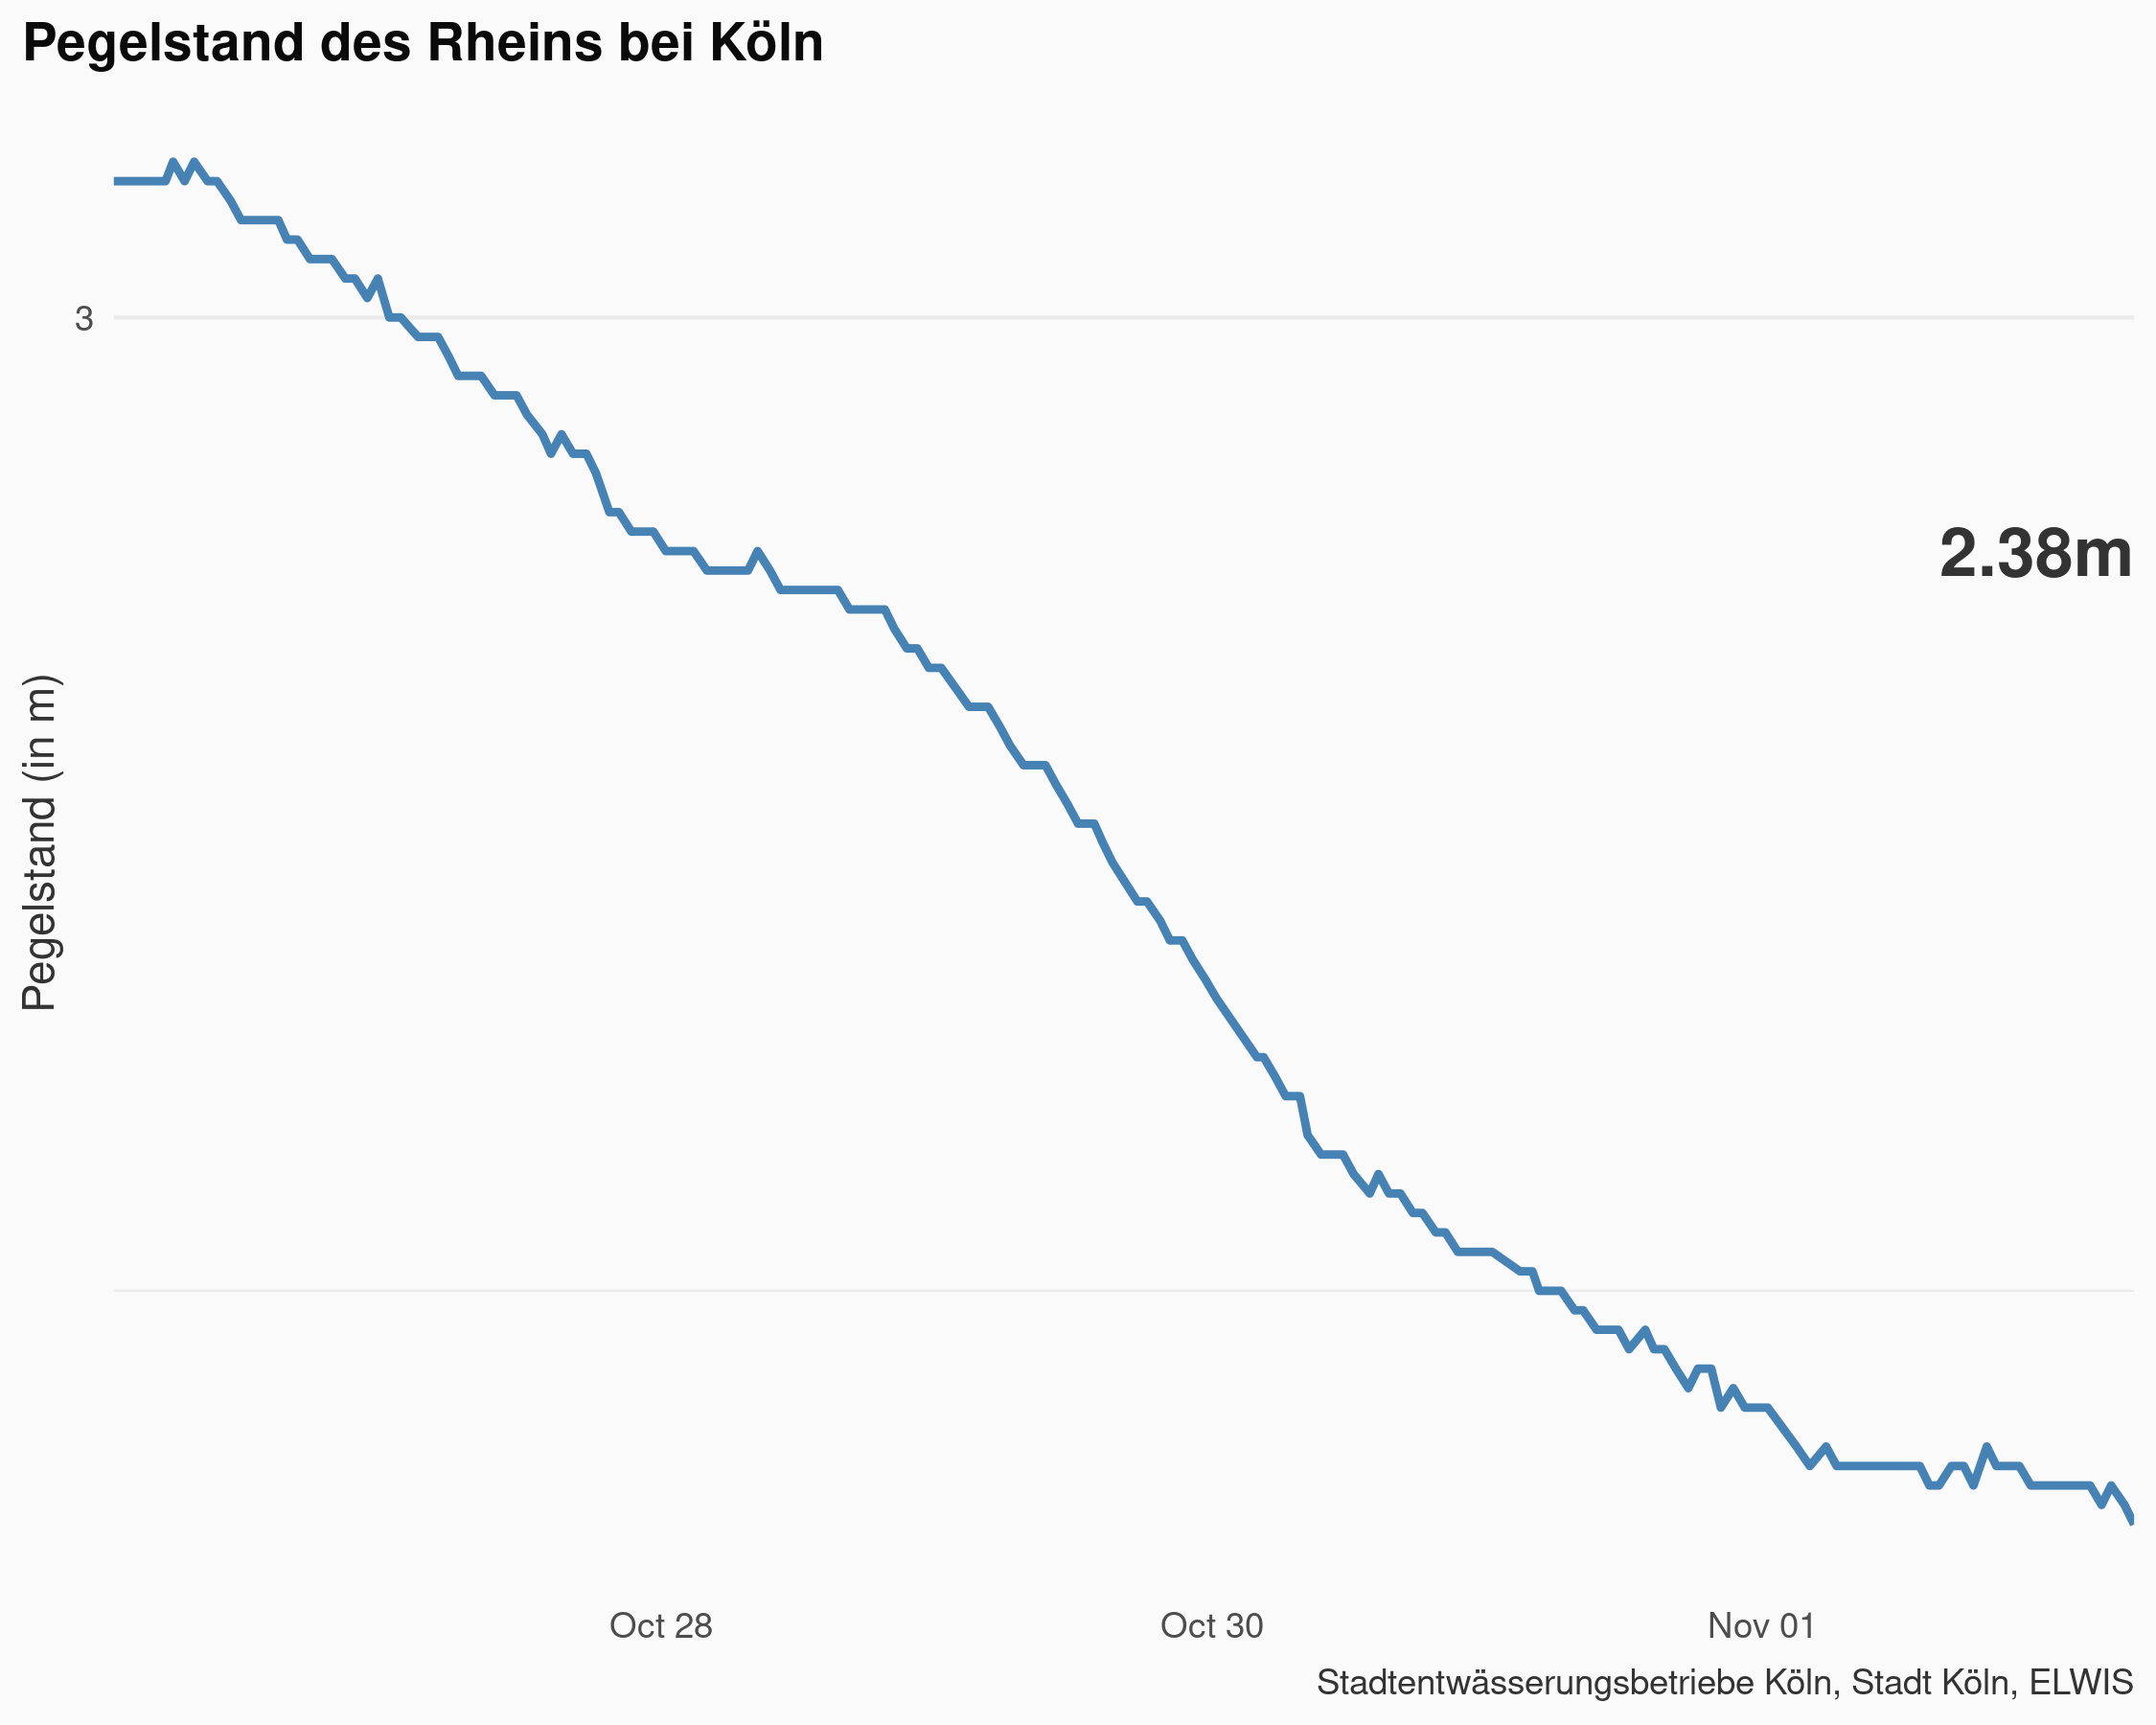 Pegelstand des Rheins bei Köln
3
2.38m
Pegelstand (in m)
Oct 28
Oct 30
Nov 01
Stadtentwässerungsbetriebe Köln, Stadt Köln, ELWIS